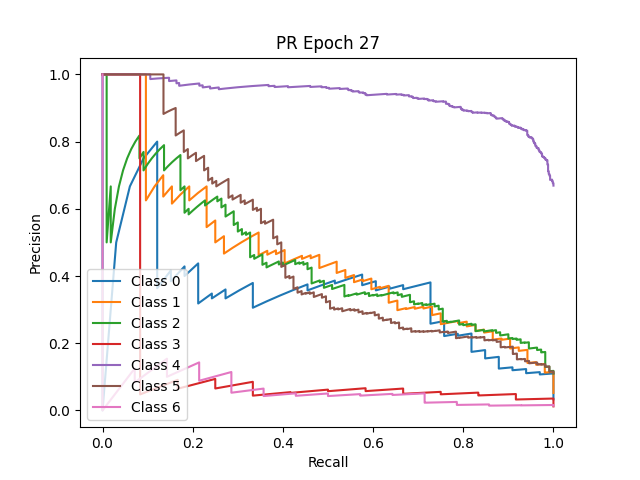 PR Epoch 27
1.0
0.8
0.6
0.4
0.2
0.0
Precision
Class 0
Class 1
Class 2
Class 3
Class 4
Class 5
Class 6
0.0 0.2 0.4 0.6 0.8 1.0
Recall